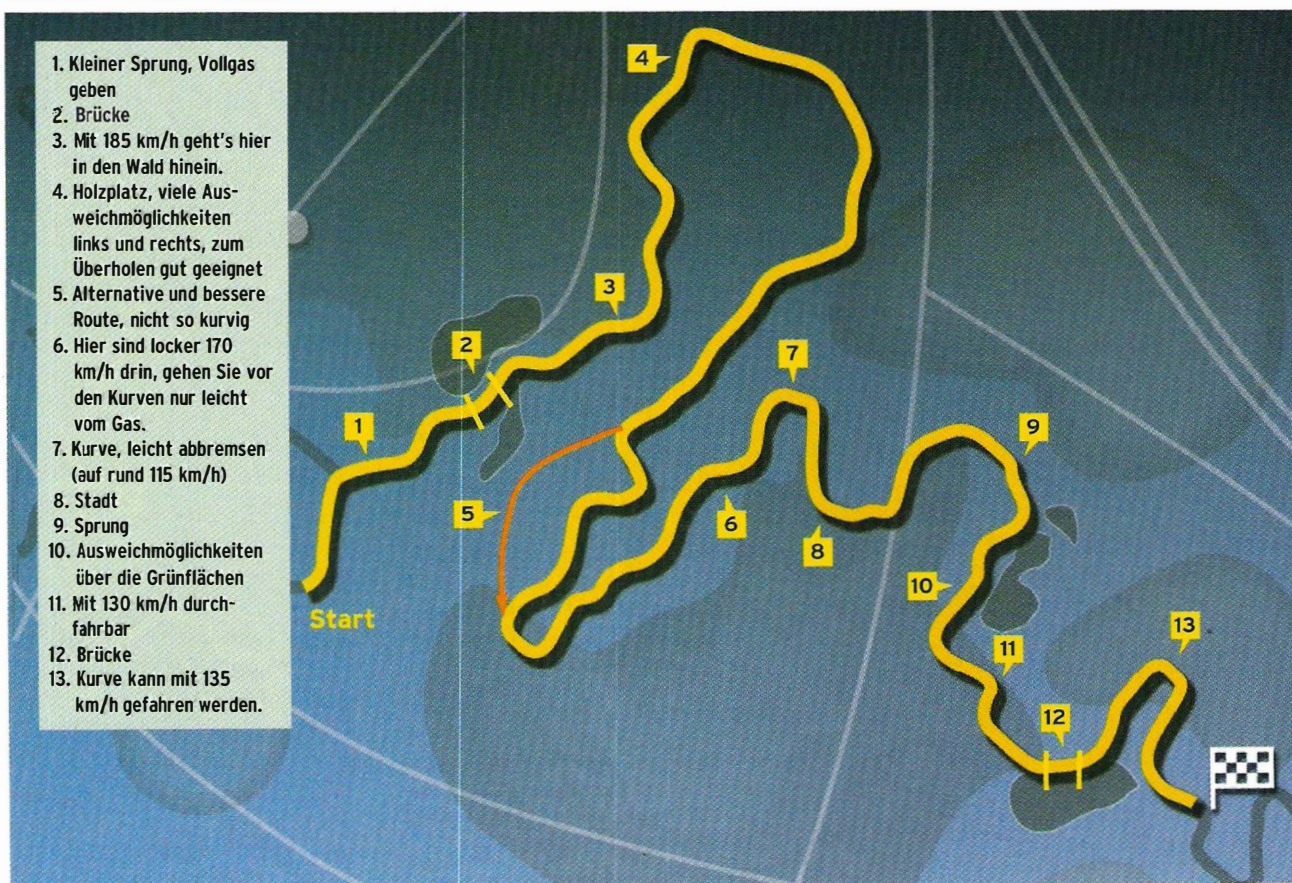 1. Kleiner Sprung, Vollgas
geben
2. Brücke
3. Mit 185 km/h geht's hier
in den Wald hinein.
4. Holzplatz, viele Aus-
weichmöglichkeiten
links und rechts, zum
Überholen gut geeignet
5. Alternative und bessere
Route, nicht so kurvig
6. Hier sind locker 170
km/h drin, gehen Sie vor
den Kurven nur leicht
vom Gas.
7. Kurve, leicht abbremsen
(auf rund 115 km/h)
8. Stadt
9. Sprung
10. Ausweichmöglichkeiten
über die Grünflächen
11. Mit 130 km/h durch-
fahrbar
12. Brücke
13. Kurve kann mit 135
km/h gefahren werden.
Start
1
2
3
4
5
6
7
8
9
10
11
12
13